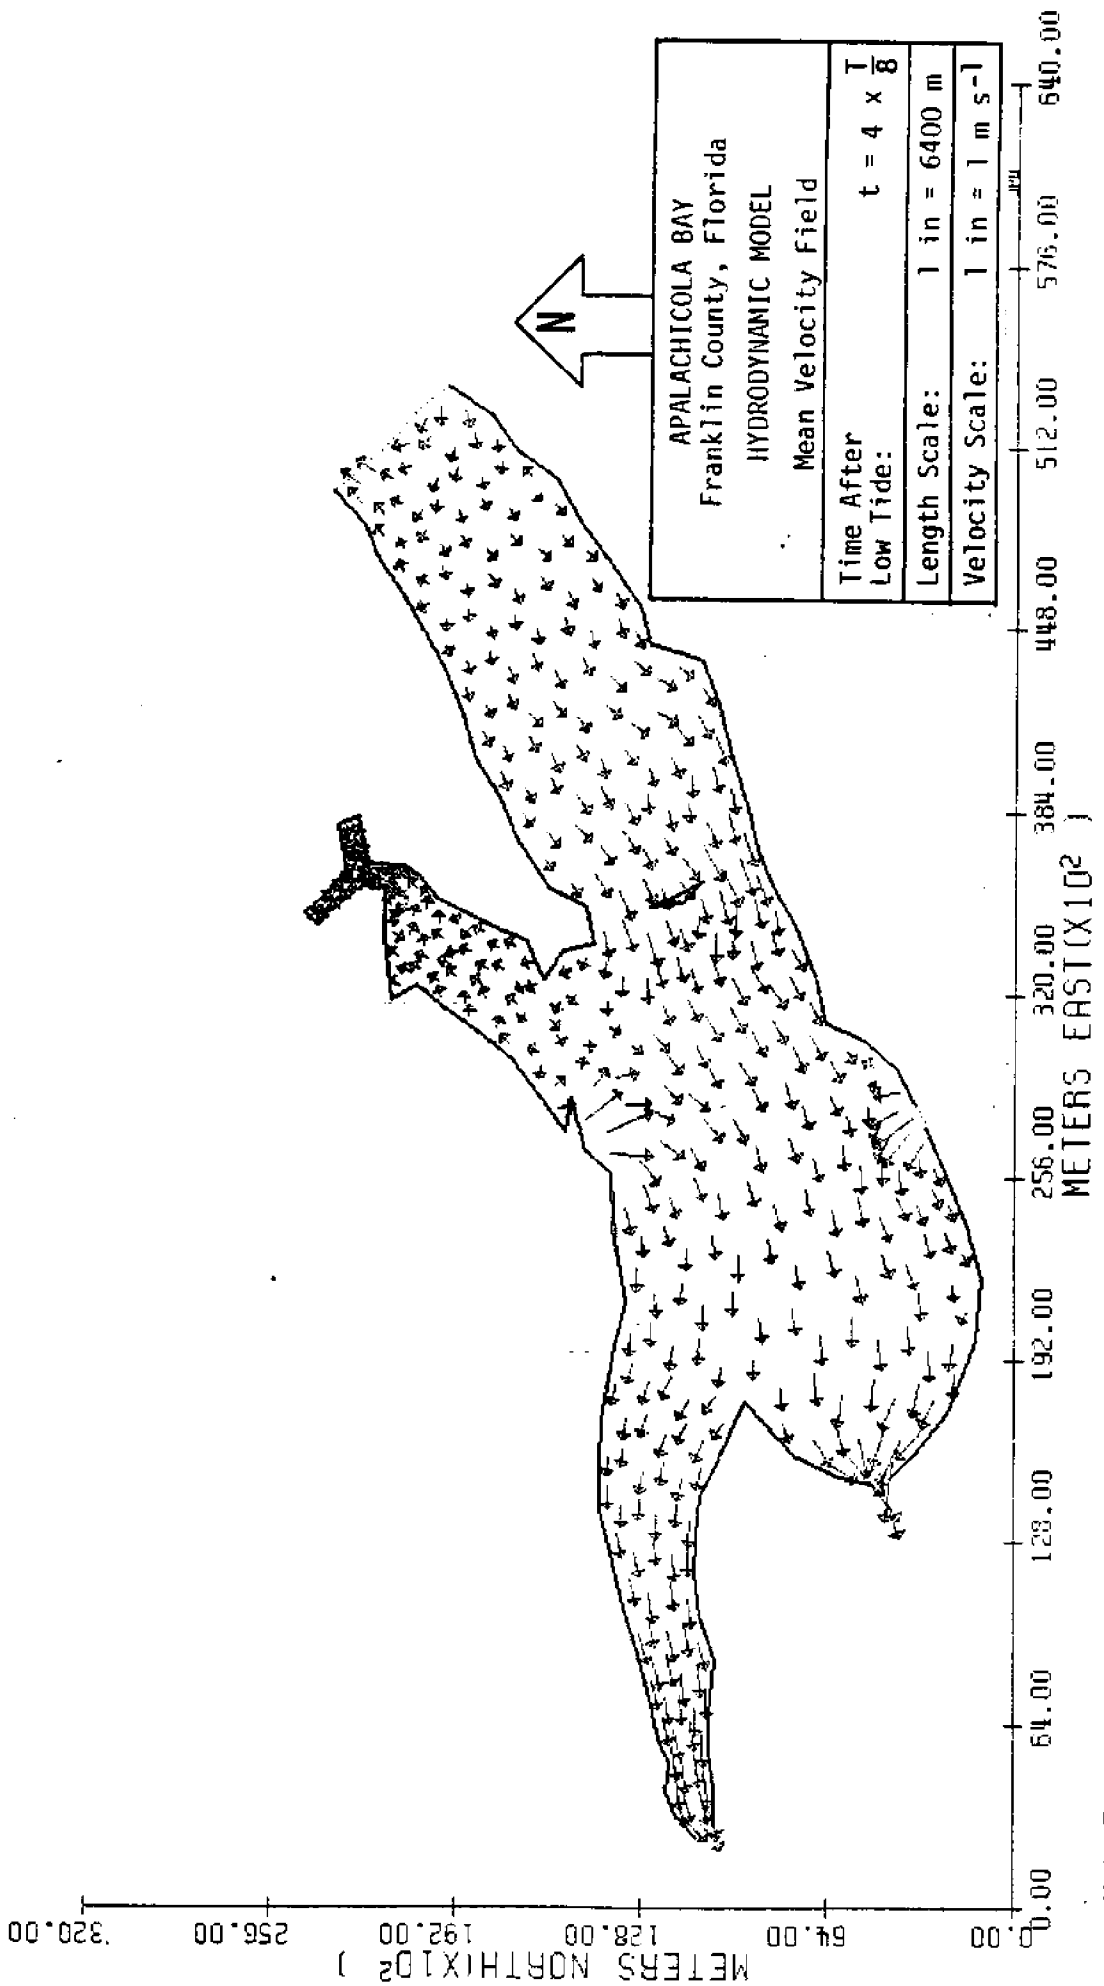 N
APALACHICOLA BAY
Franklin County, Florida
HYDRODYNAMIC MODEL
Mean Velocity Field
Time After
Low Tide: t = 4 x T/8
Length Scale: 1 in = 6400 m
Velocity Scale: 1 in = 1 m s⁻¹
METERS NORTH(X10²)
320.00
256.00
192.00
128.00
64.00
0.00
0.00 64.00 128.00 192.00 256.00 320.00 384.00 448.00 512.00 576.00 640.00
METERS EAST(X10²)